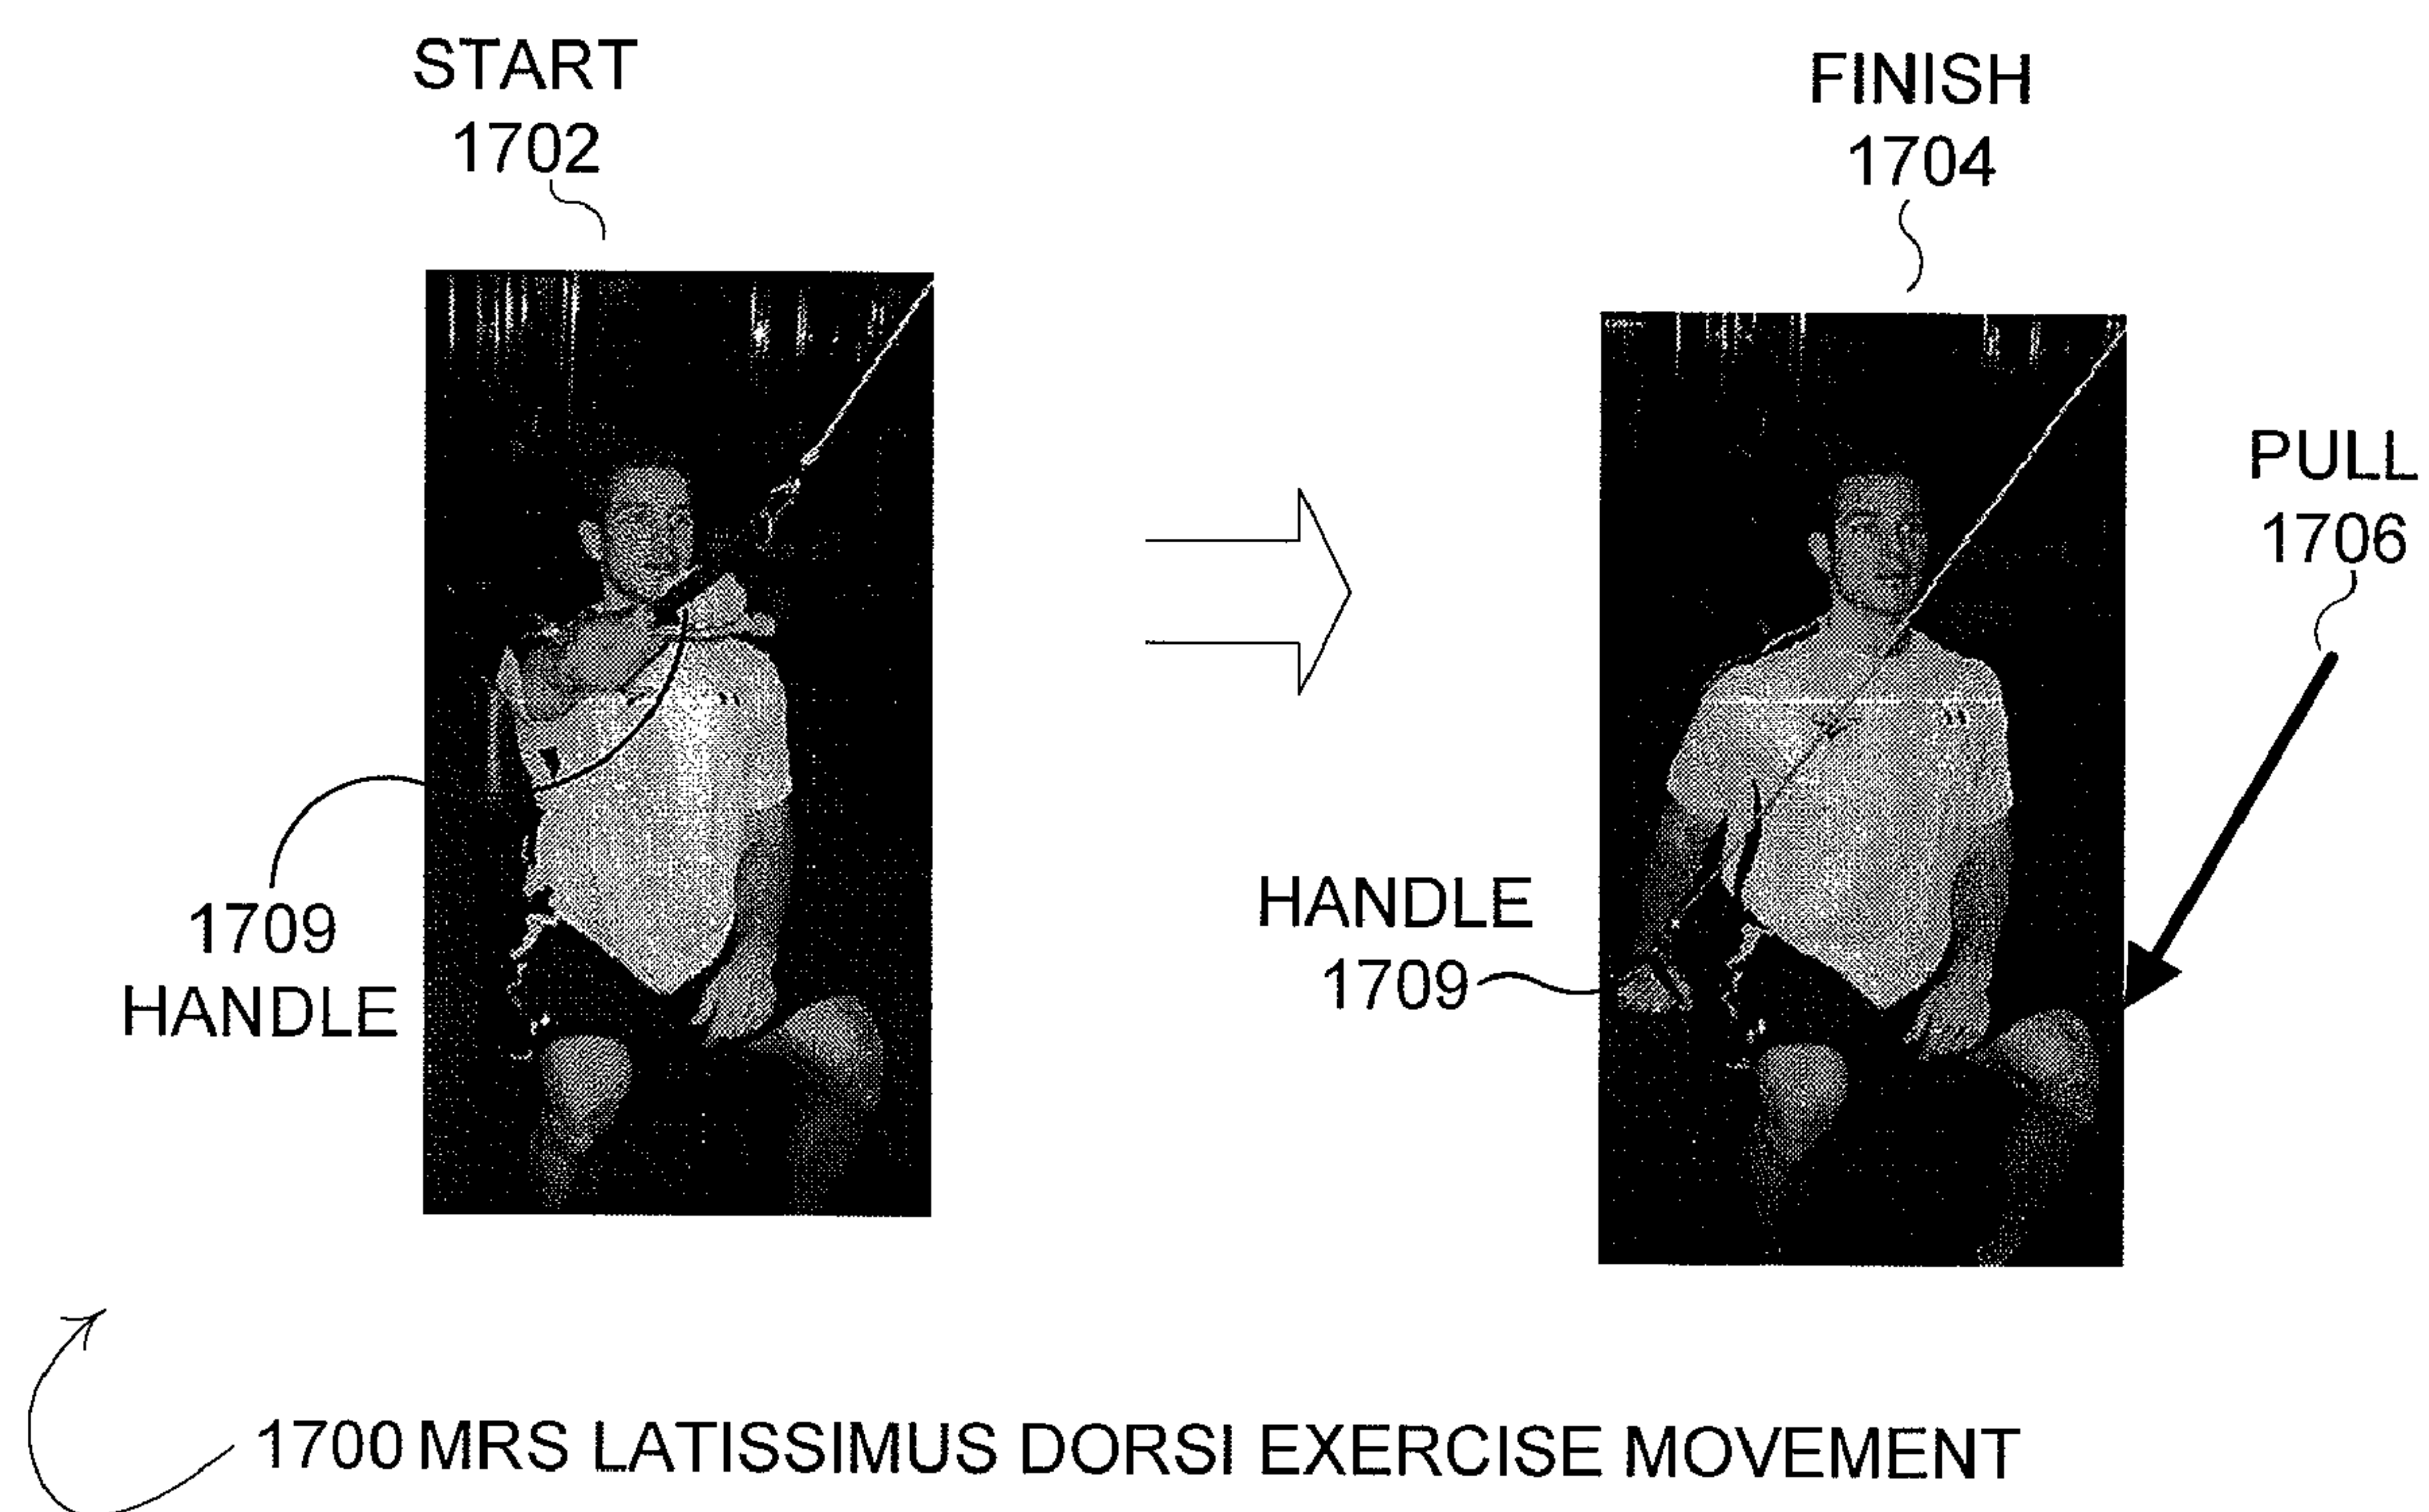 START
1702
FINISH
1704
PULL
1706
1709
HANDLE
HANDLE
1709
1700 MRS LATISSIMUS DORSI EXERCISE MOVEMENT